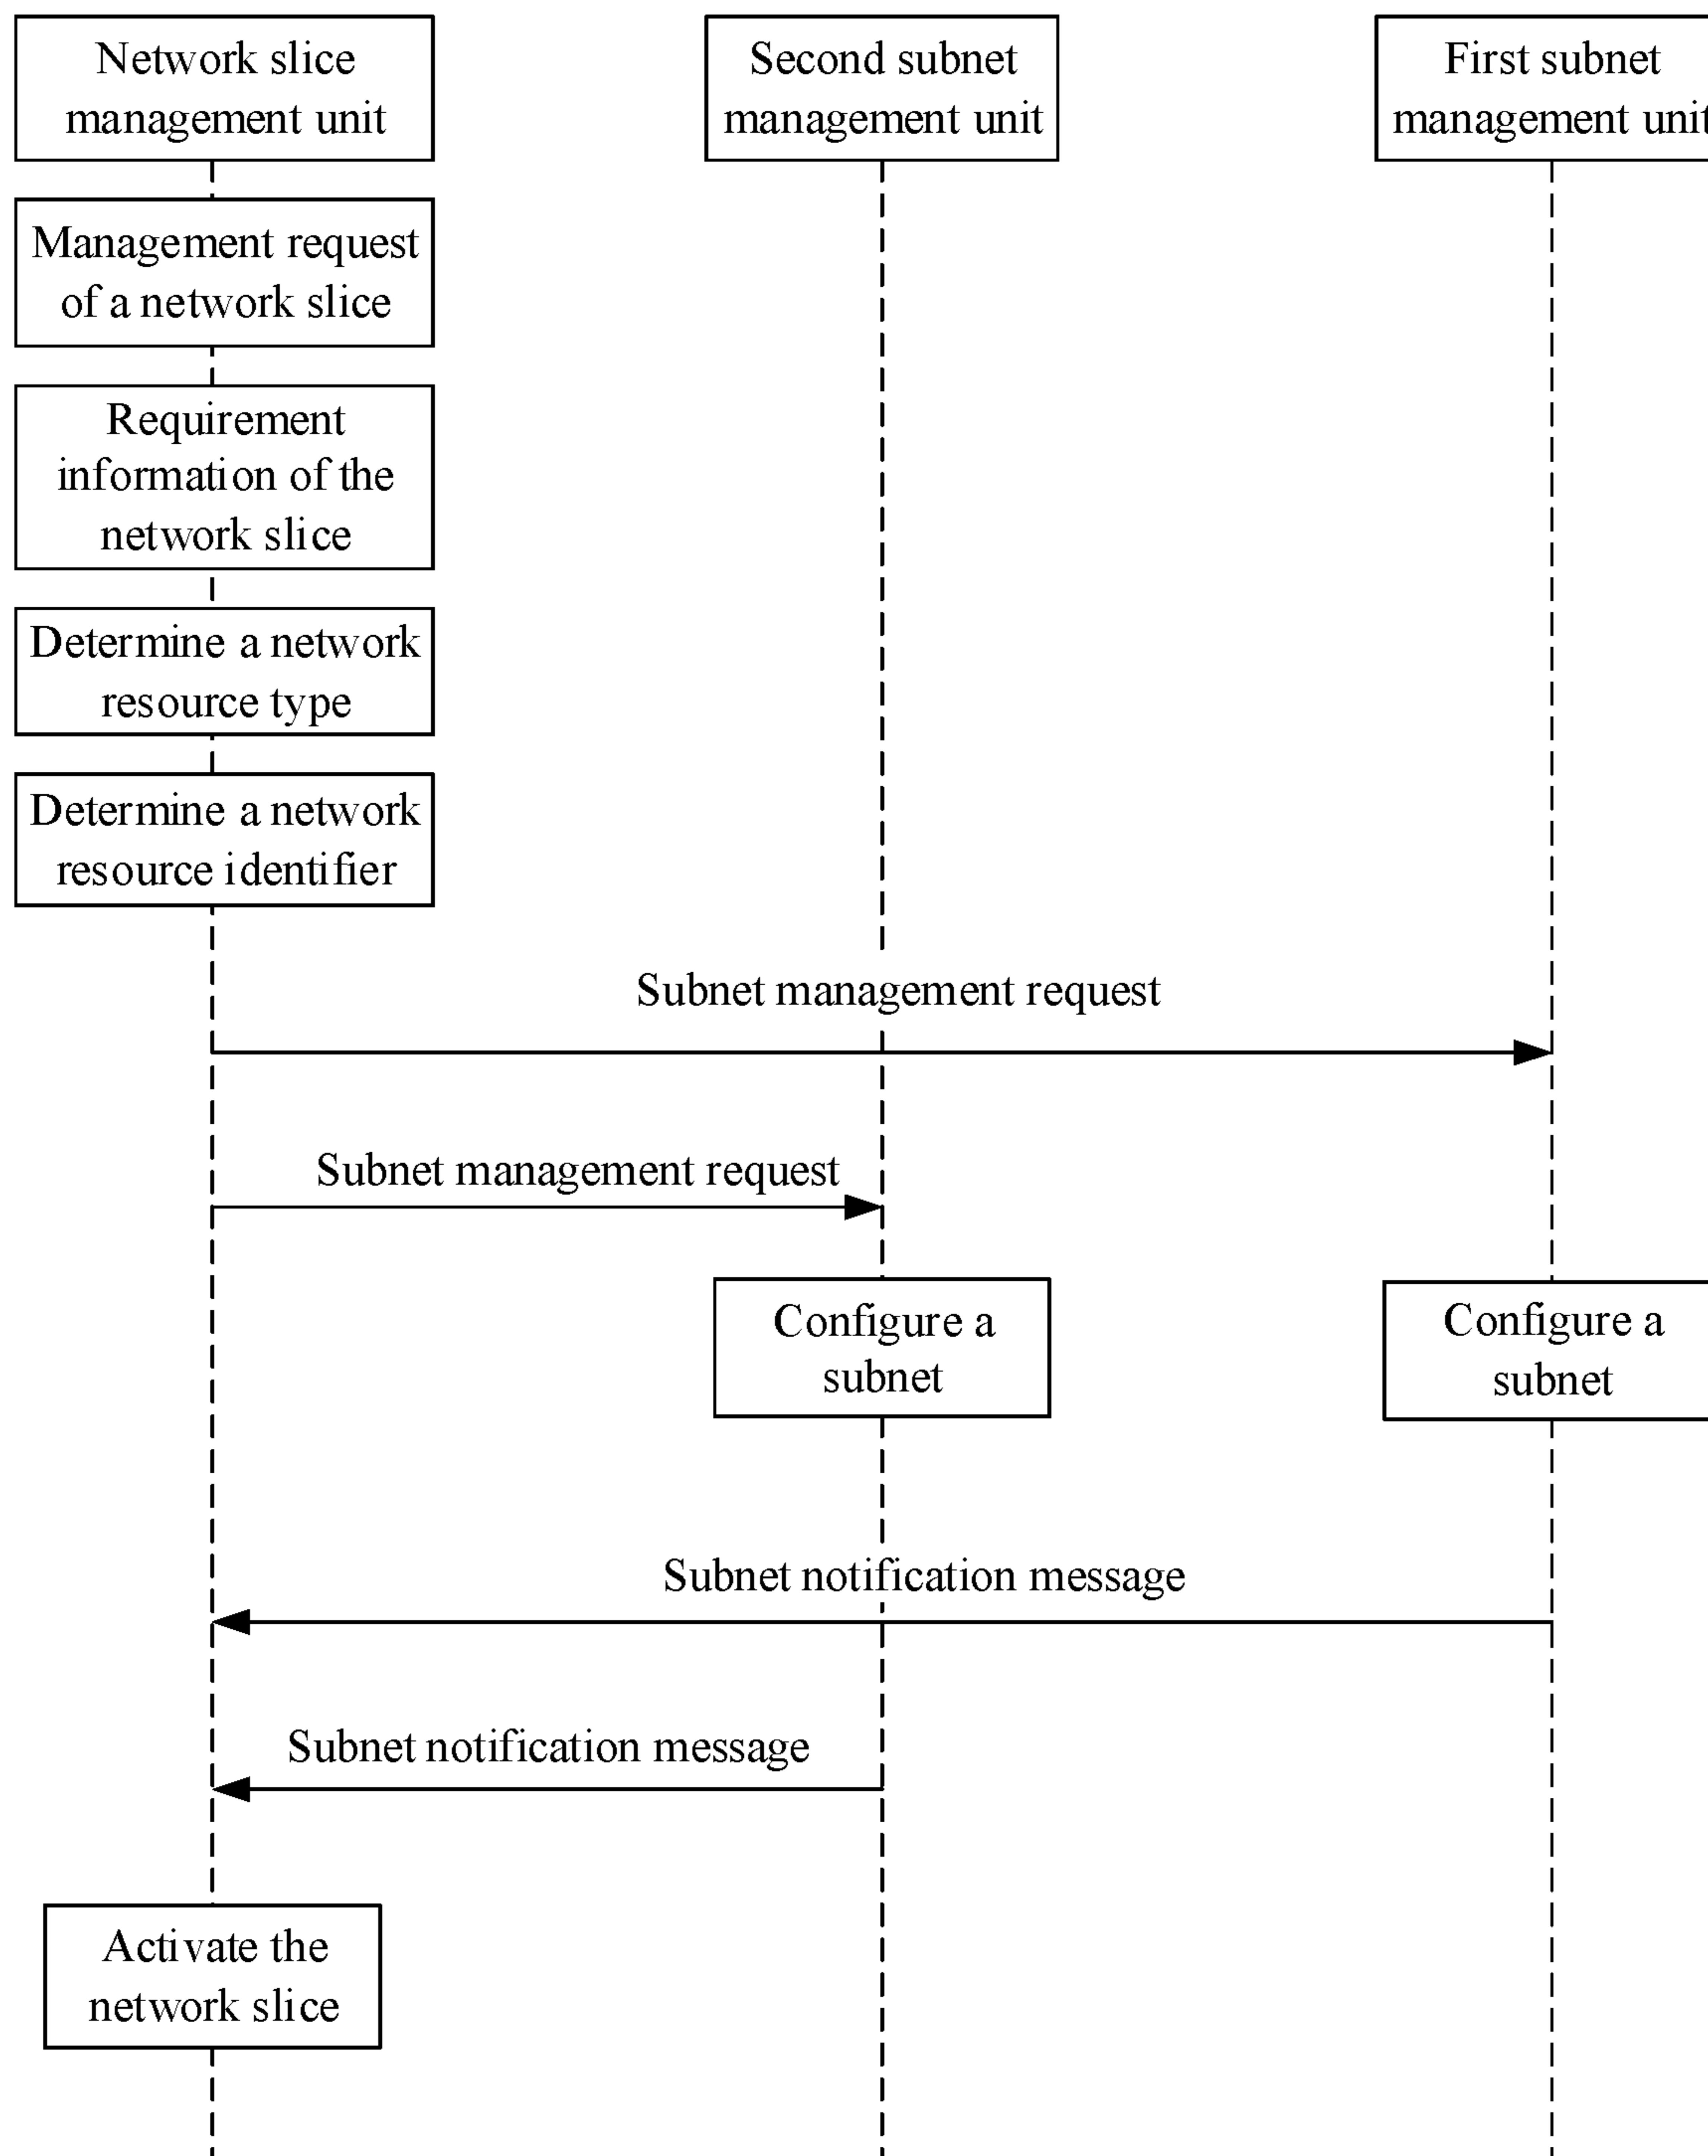 Network slice
management unit
Second subnet
management unit
First subnet
management unit
Management request
of a network slice
Requirement
information of the
network slice
Determine a network
resource type
Determine a network
resource identifier
Subnet management request
Subnet management request
Configure a
subnet
Configure a
subnet
Subnet notification message
Subnet notification message
Activate the
network slice